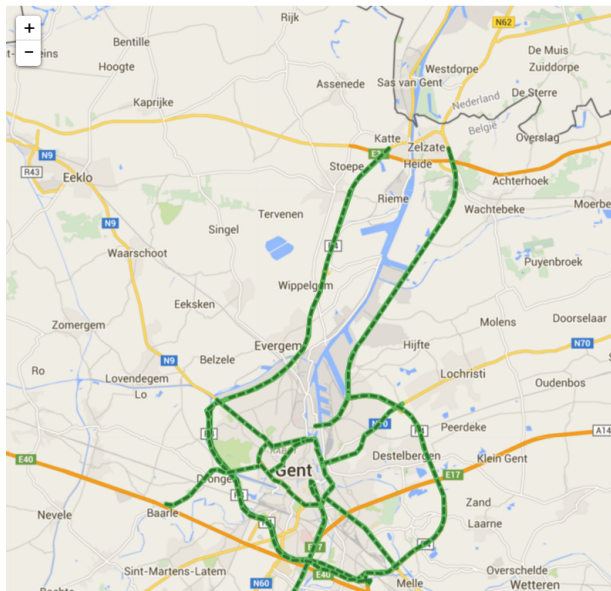 +
−
Rijk
N62
Bentille
De Muis
Westdorpe
Zuiddorpe
Hoogte
Sas van Gent
Assenede
De Sterre
Kaprijke
Nederland
België
Katte
Zelzate
Overslag
N9
E34
Stoepe
Heide
R43
Eeklo
Achterhoek
Rieme
Wachtebeke
Moerbe
Tervenen
N9
Singel
R4
Waarschoot
Puyenbroek
Wippelgem
Eeksken
Zomergem
Molens
Doorselaar
Evergem
Hijfte
N70
Belzele
N9
Ro
Lovendegem
Lochristi
Oudenbos
Lo
N70
Peerdeke
R4
R4
A14
RABOT
E40
Destelbergen
Klein Gent
Gent
E17
Drongen
R4
Zand
Nevele
Baarle
Laarne
E17
R4
Sint-Martens-Latem
E40
Overschelde
N60
Melle
Wetteren